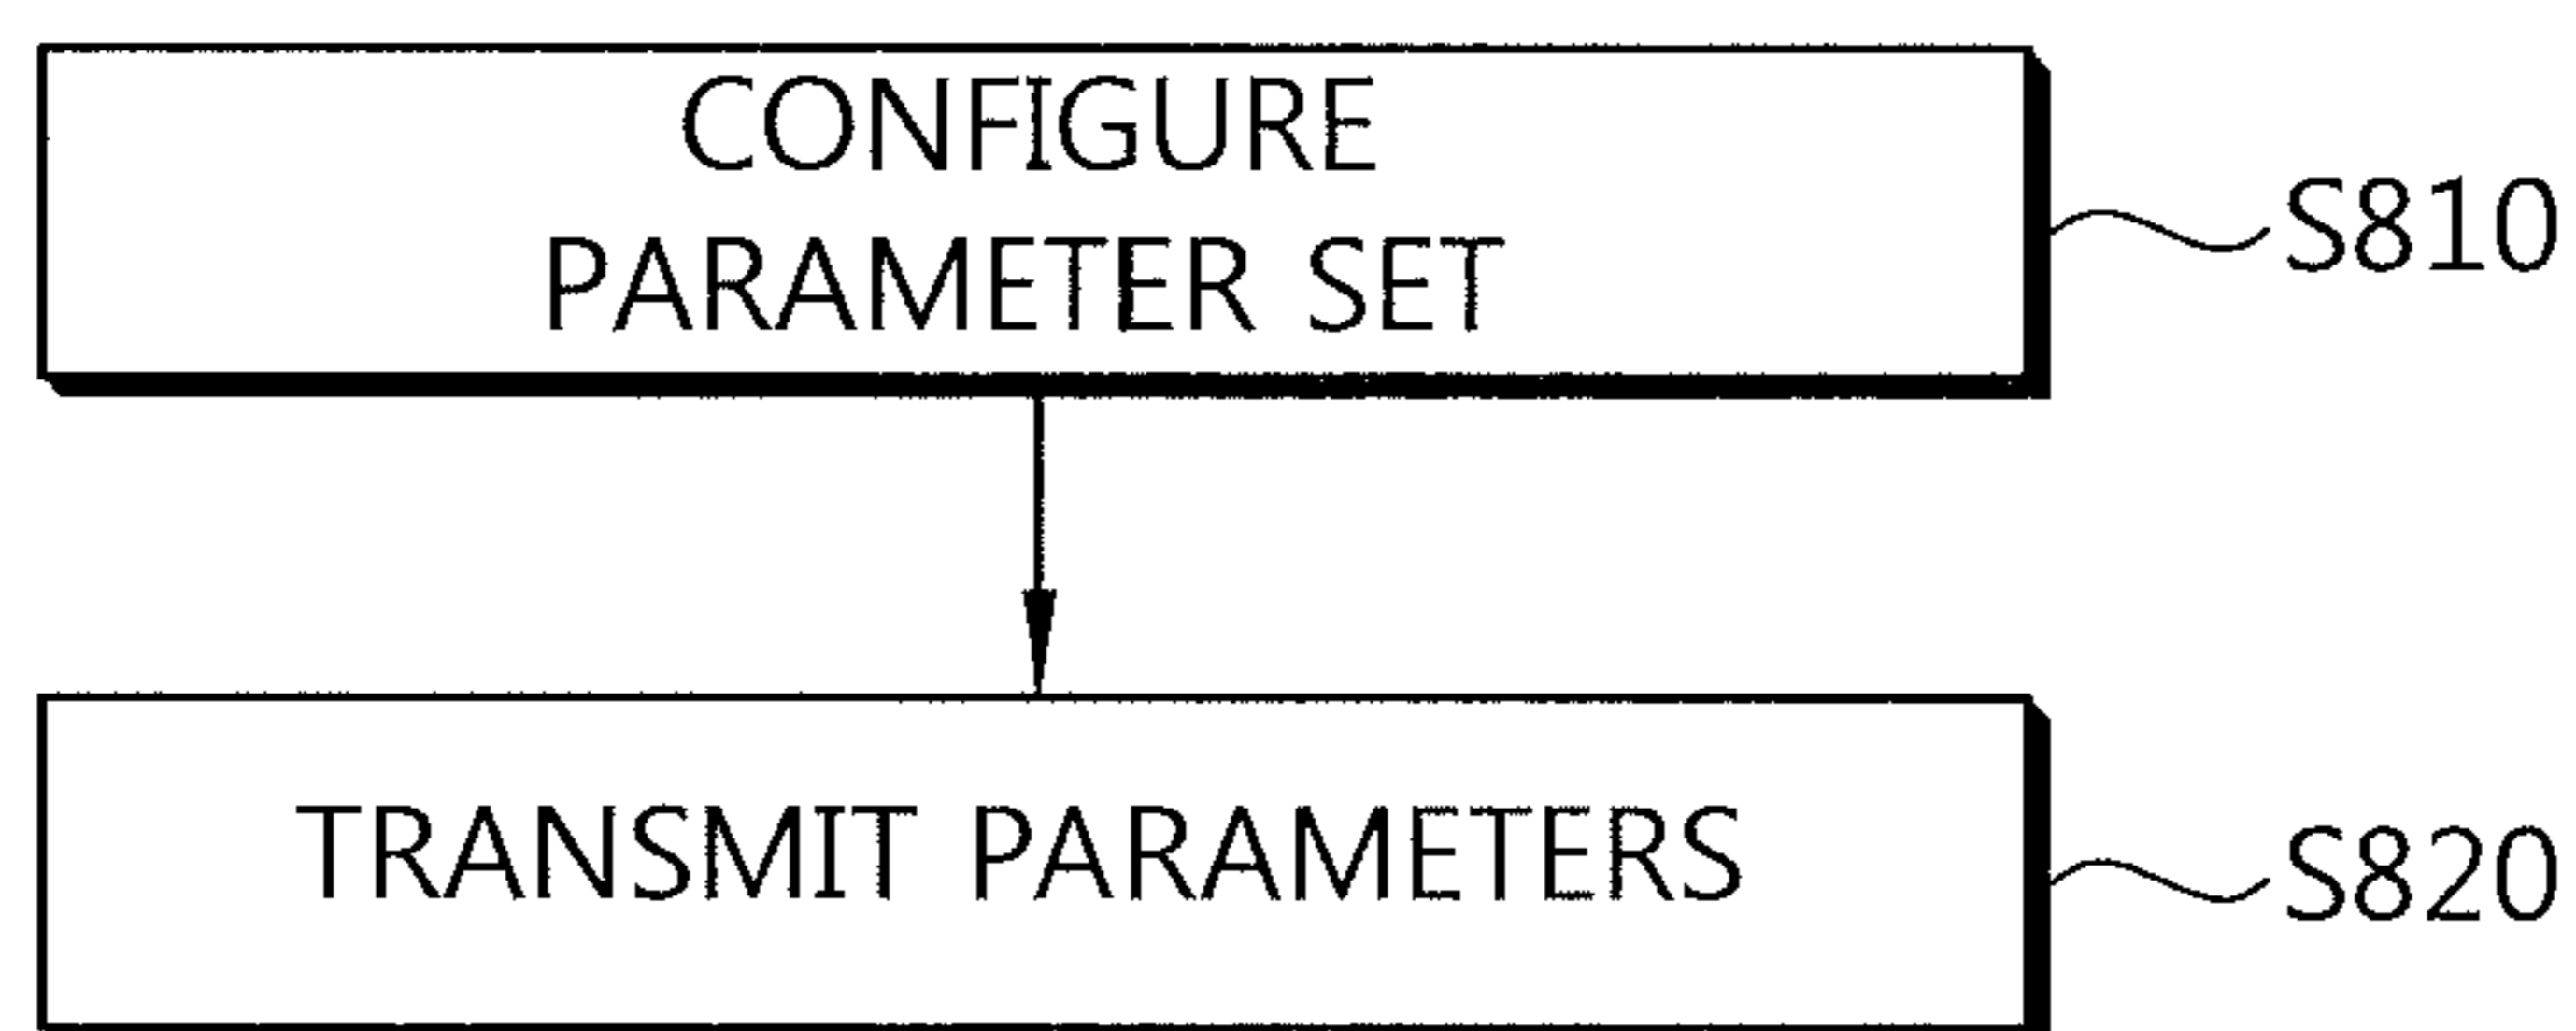 CONFIGURE
PARAMETER SET
S810
TRANSMIT PARAMETERS
S820